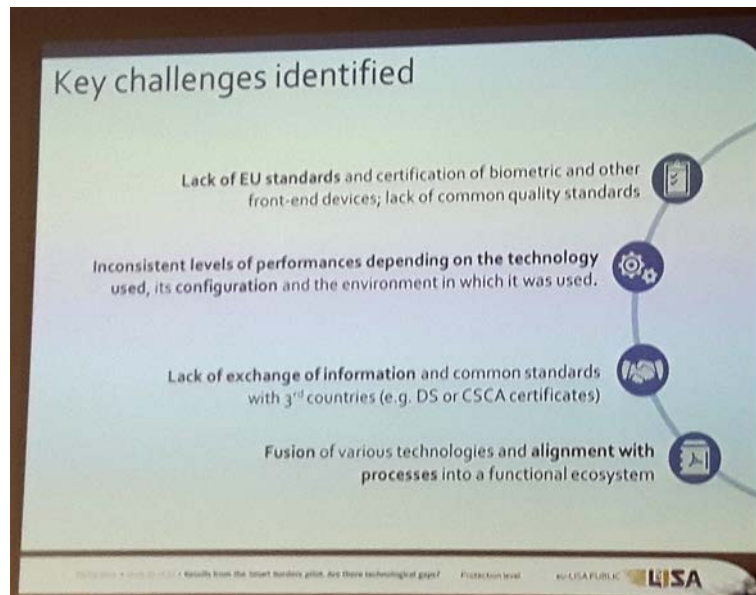 Key challenges identified
Lack of EU standards and certification of biometric and other
front-end devices; lack of common quality standards
Inconsistent levels of performances depending on the technology
used, its configuration and the environment in which it was used.
Lack of exchange of information and common standards
with 3rd countries (e.g. DS or CSCA certificates)
Fusion of various technologies and alignment with
processes into a functional ecosystem
• Results from the Smart Borders pilot. Are there technological gaps? Protection level eu-LISA PUBLIC LISA